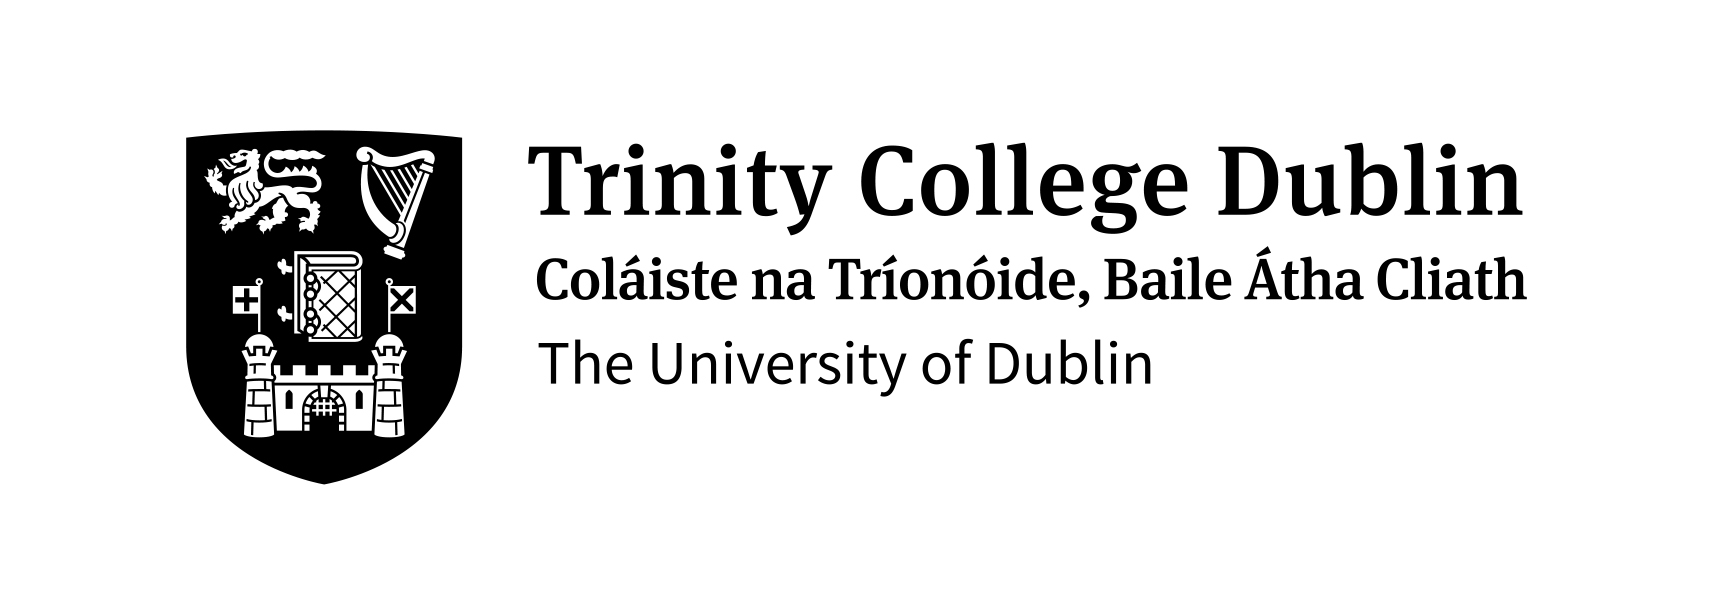 Trinity College Dublin
Coláiste na Tríonóide, Baile Átha Cliath
The University of Dublin